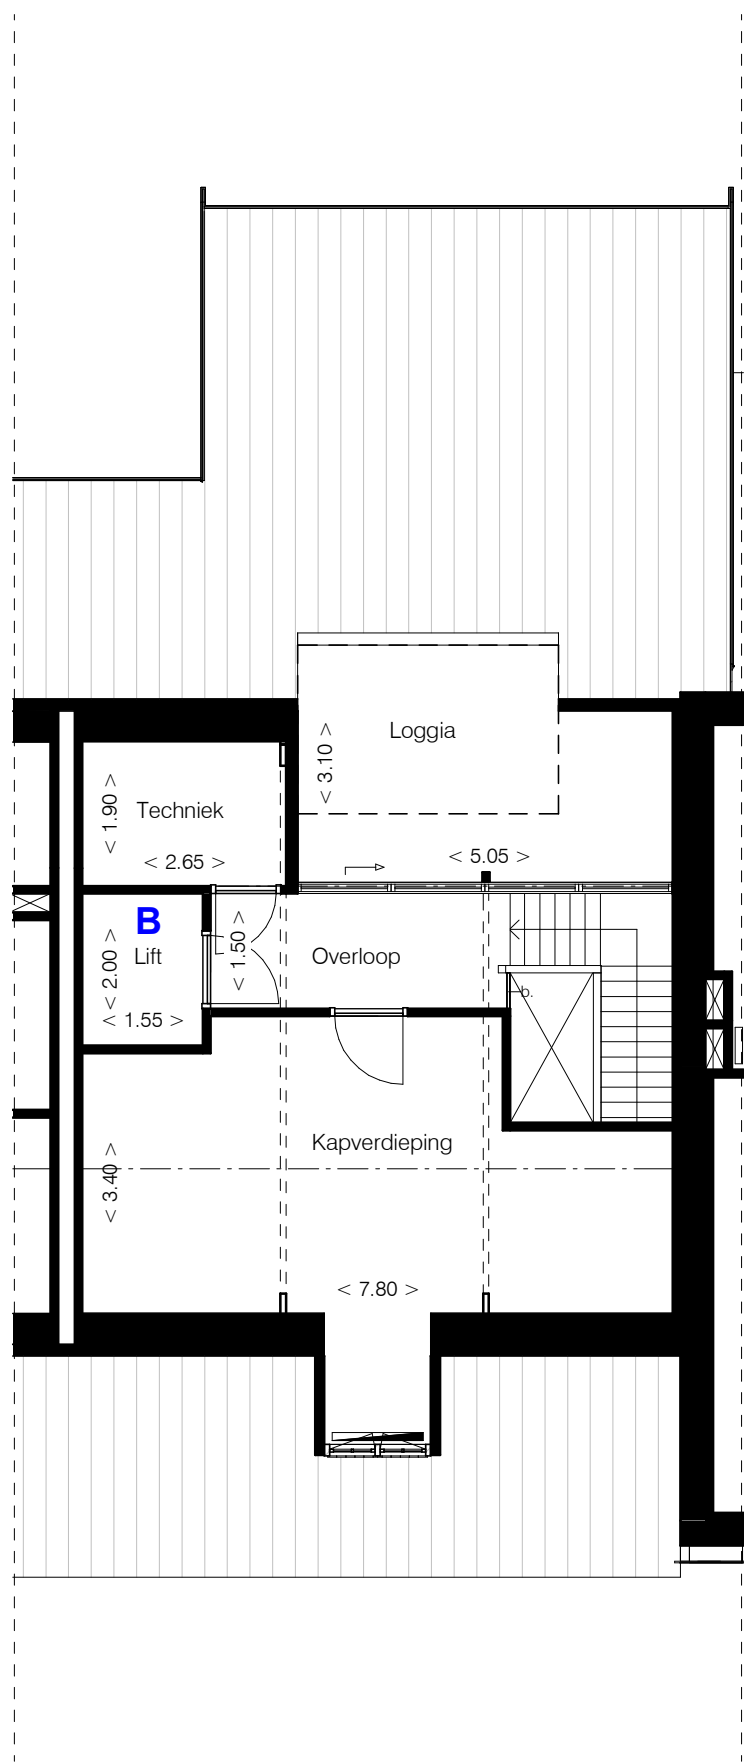 Loggia
< 3.10 >
< 1.90 >
Techniek
< 5.05 >
< 2.65 >
B
< 1.50 >
< 2.00 >
Lift
Overloop
b.
< 1.55 >
Kapverdieping
< 3.40 >
< 7.80 >